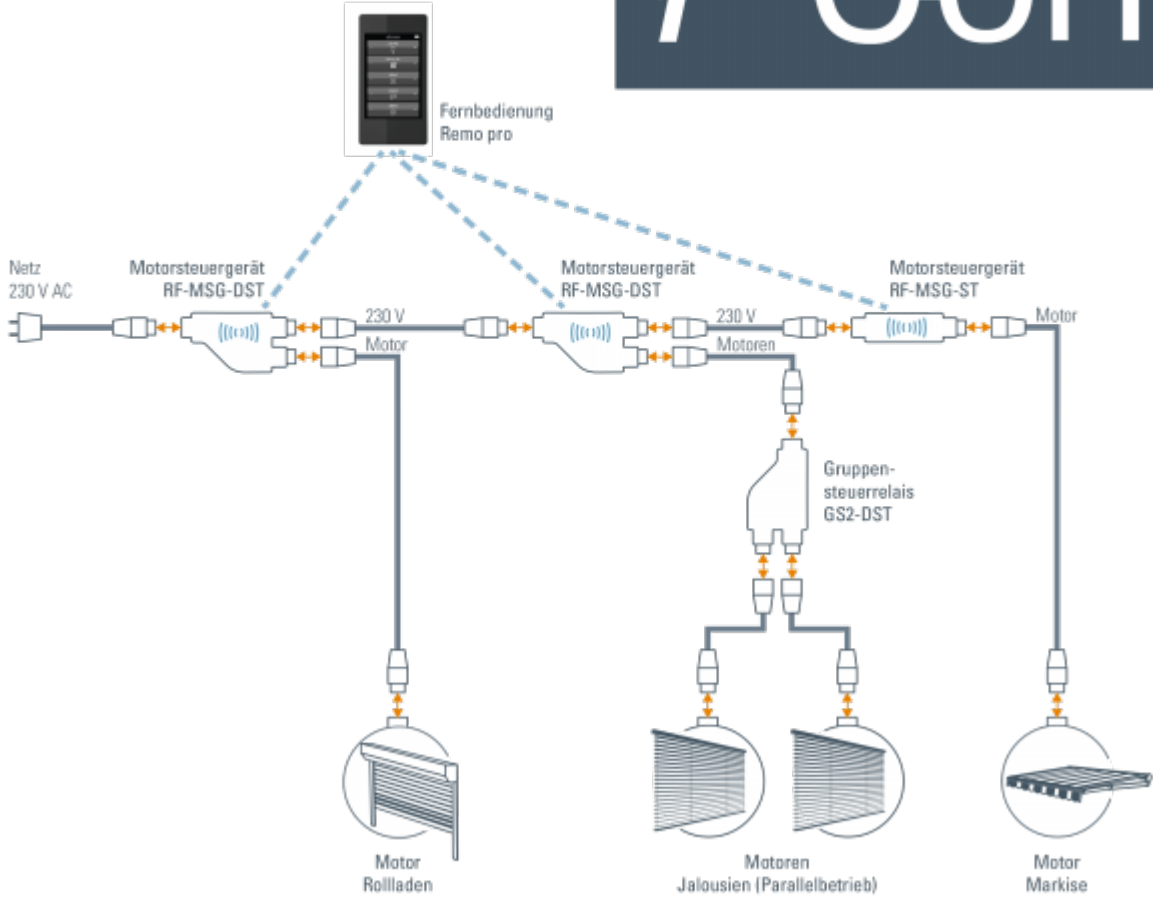 Fernbedienung
Remo pro
Netz
230 V AC
Motorsteuergerät
RF-MSG-DST
Motorsteuergerät
RF-MSG-DST
Motorsteuergerät
RF-MSG-ST
230 V
Motor
230 V
Motoren
Motor
Gruppen-
steuerrelais
GS2-DST
Motor
Rollladen
Motoren
Jalousien (Parallelbetrieb)
Motor
Markise